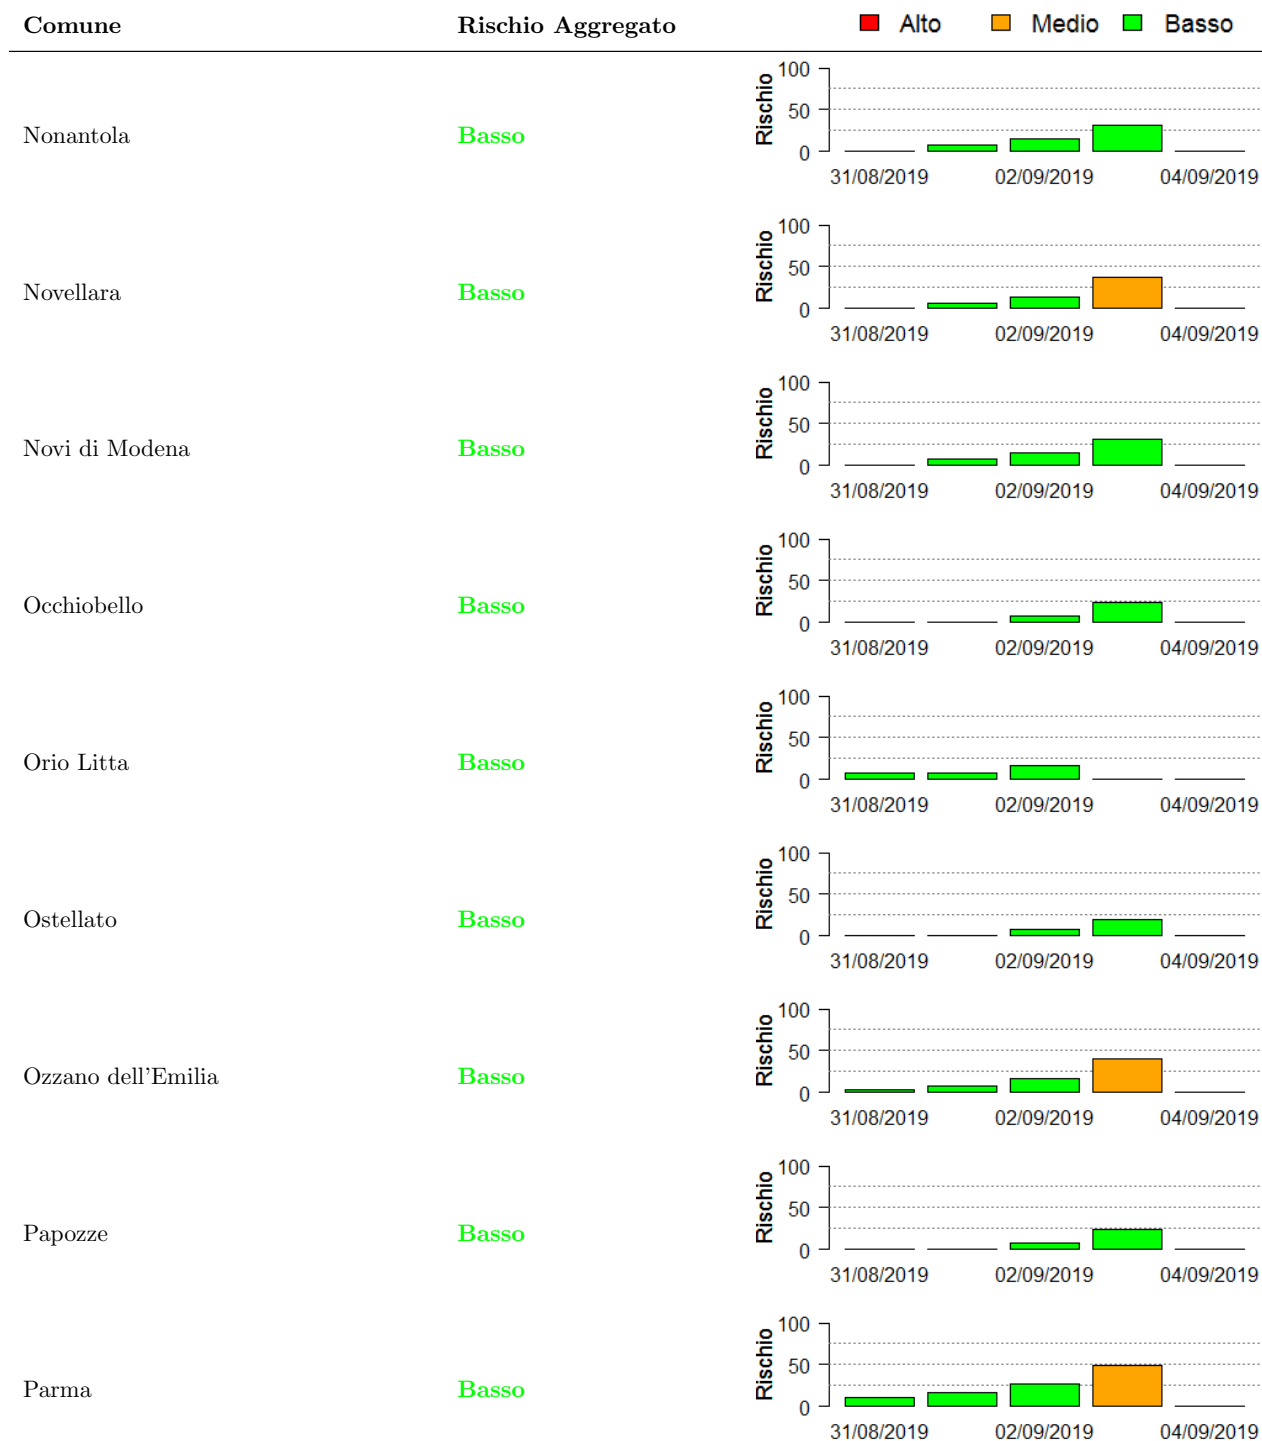 Comune Rischio Aggregato Alto Medio Basso
Nonantola Basso
Rischio
100
50
0
31/08/2019 02/09/2019 04/09/2019
Novellara Basso
Rischio
100
50
0
31/08/2019 02/09/2019 04/09/2019
Novi di Modena Basso
Rischio
100
50
0
31/08/2019 02/09/2019 04/09/2019
Occhiobello Basso
Rischio
100
50
0
31/08/2019 02/09/2019 04/09/2019
Orio Litta Basso
Rischio
100
50
0
31/08/2019 02/09/2019 04/09/2019
Ostellato Basso
Rischio
100
50
0
31/08/2019 02/09/2019 04/09/2019
Ozzano dell'Emilia Basso
Rischio
100
50
0
31/08/2019 02/09/2019 04/09/2019
Papozze Basso
Rischio
100
50
0
31/08/2019 02/09/2019 04/09/2019
Parma Basso
Rischio
100
50
0
31/08/2019 02/09/2019 04/09/2019